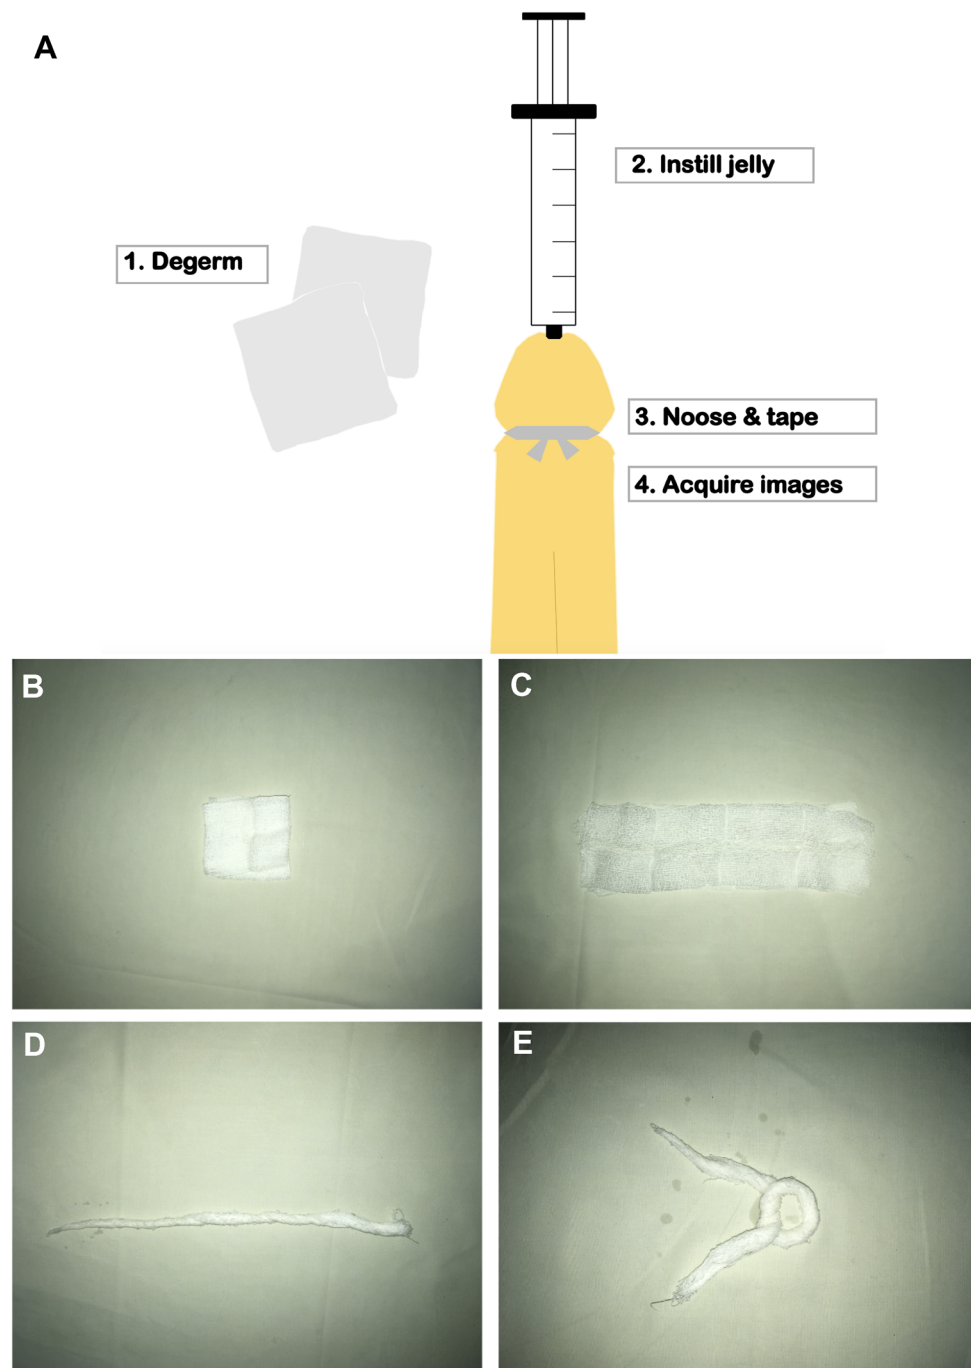 A
2. Instill jelly
1. Degerm
3. Noose & tape
4. Acquire images
B
C
D
E